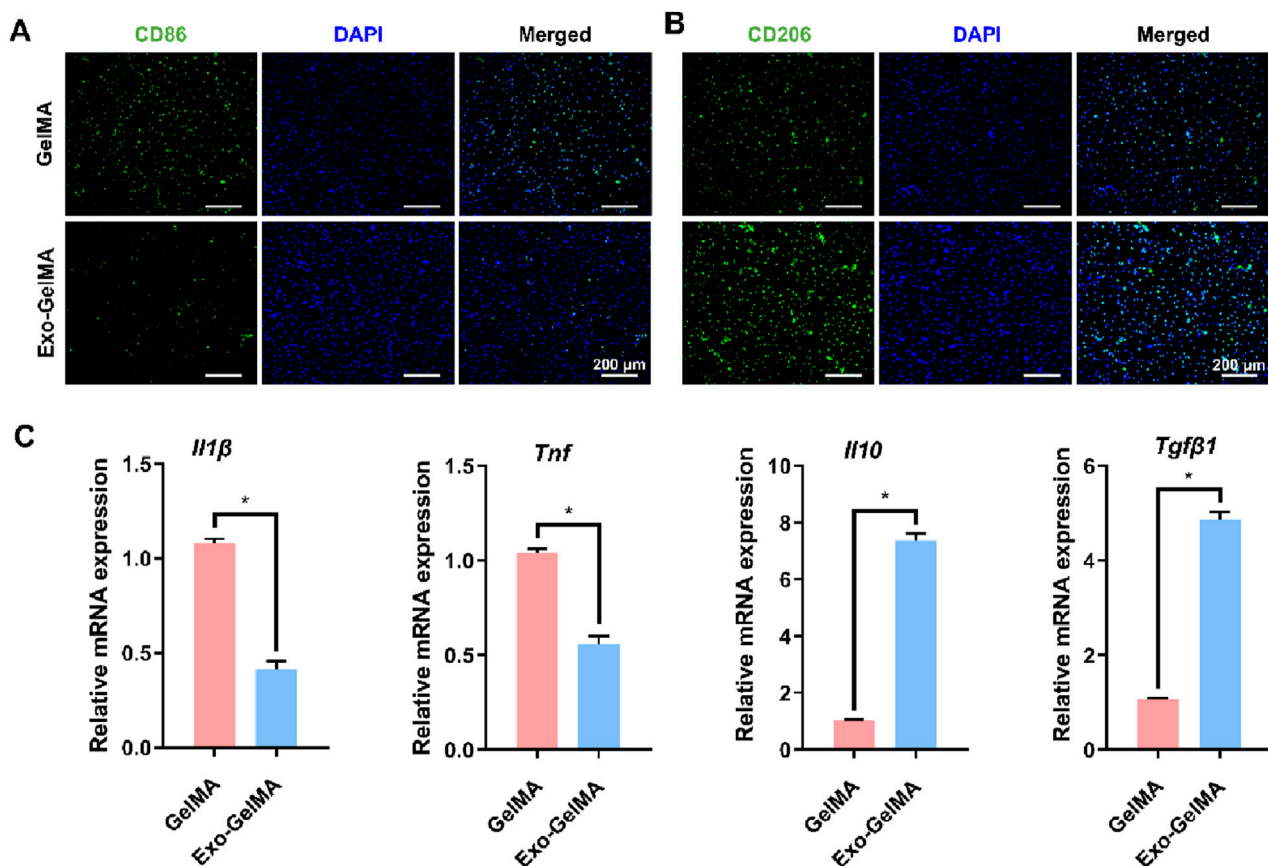 A
CD86 DAPI Merged
GelMA
Exo-GelMA
200 μm
B
CD206 DAPI Merged
200 μm
C
Il1β
Relative mRNA expression
1.5
1.0
0.5
0.0
*
GelMA
Exo-GelMA
Tnf
Relative mRNA expression
1.5
1.0
0.5
0.0
*
GelMA
Exo-GelMA
Il10
Relative mRNA expression
10
8
6
4
2
0
*
GelMA
Exo-GelMA
Tgfβ1
Relative mRNA expression
6
4
2
0
*
GelMA
Exo-GelMA